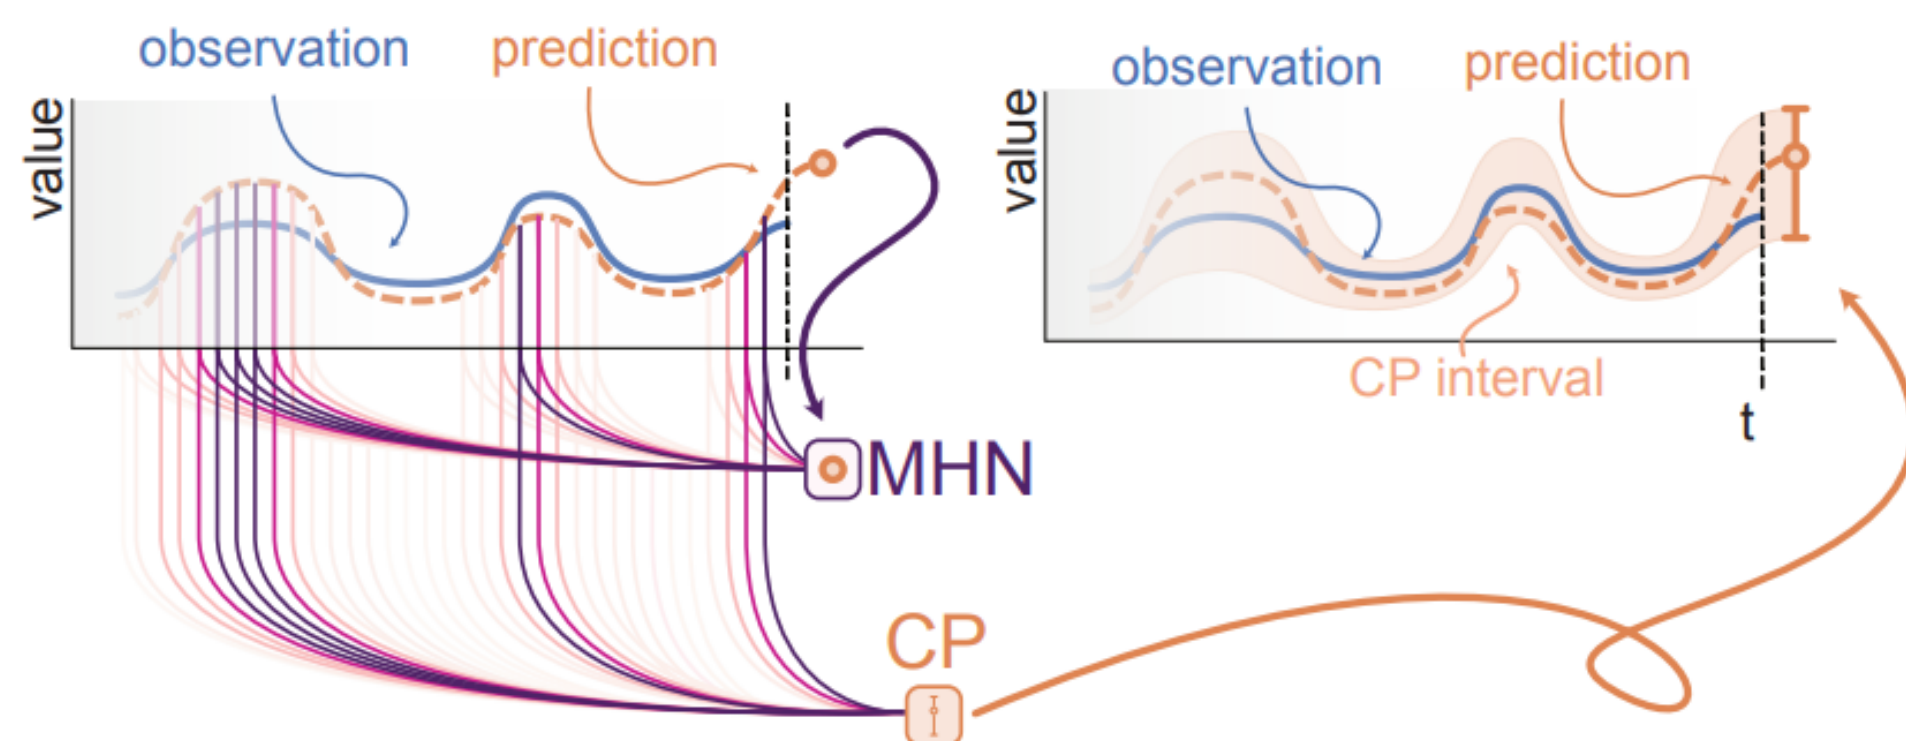 observation
prediction
value
MHN
CP
observation
prediction
value
CP interval
t